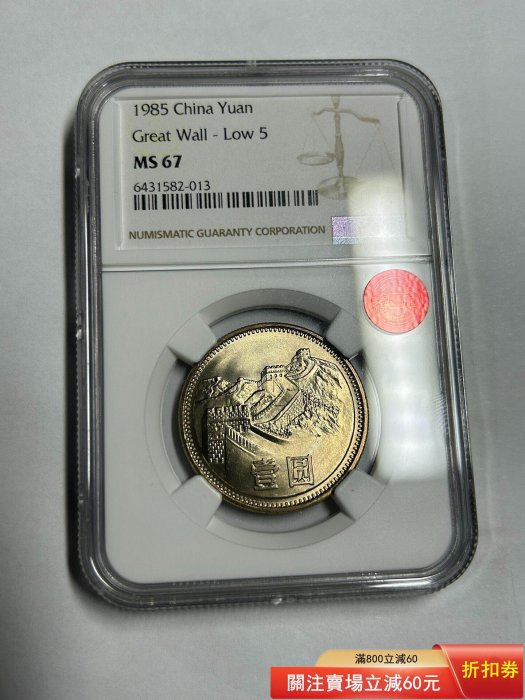 1985 China Yuan
Great Wall - Low 5
MS 67
6431582-013
NUMISMATIC GUARANTY CORPORATION
壹圆
滿800立減60
關注賣場立減60元
折扣券